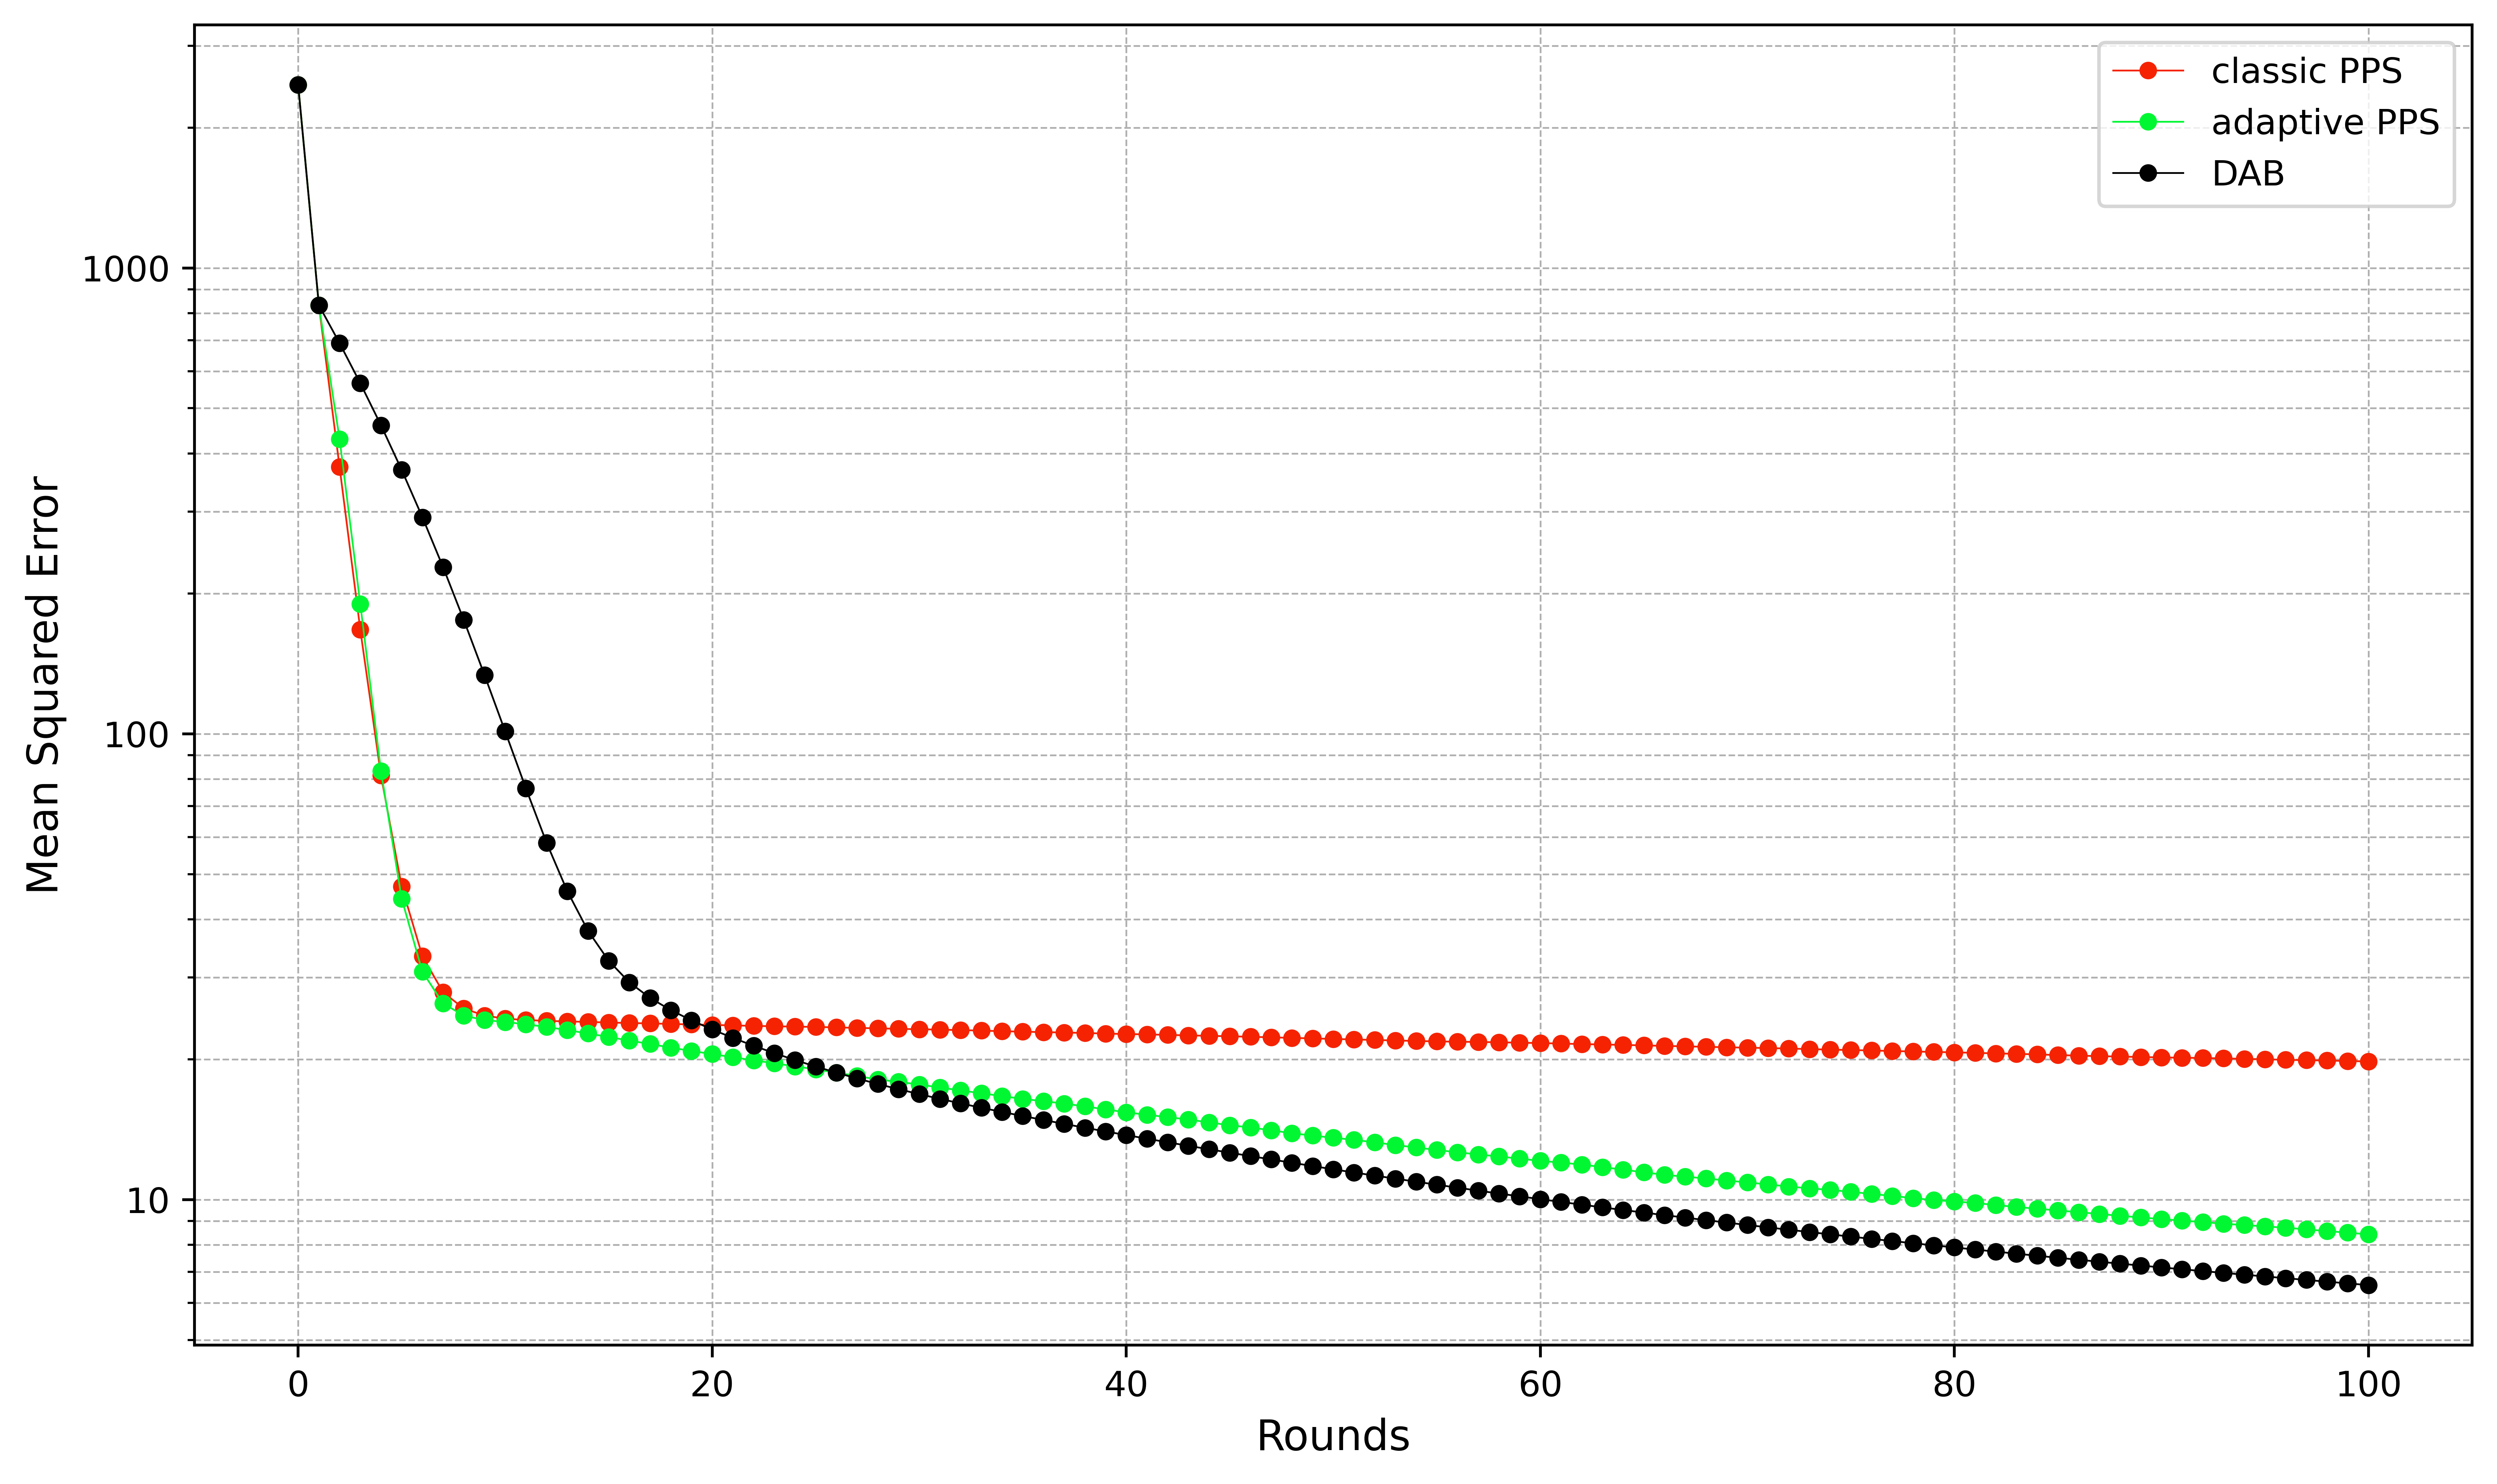 classic PPS
adaptive PPS
DAB
Mean Squared Error
1000
100
10
0 20 40 60 80 100
Rounds